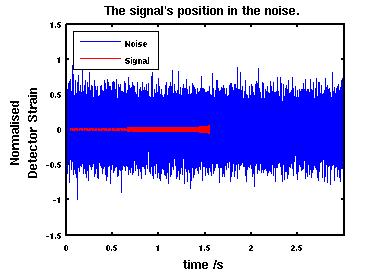 The signal's position in the noise.
Noise
Signal
Normalised
Detector Strain
1.5
1
0.5
0
-0.5
-1
-1.5
0 0.5 1 1.5 2 2.5
time /s